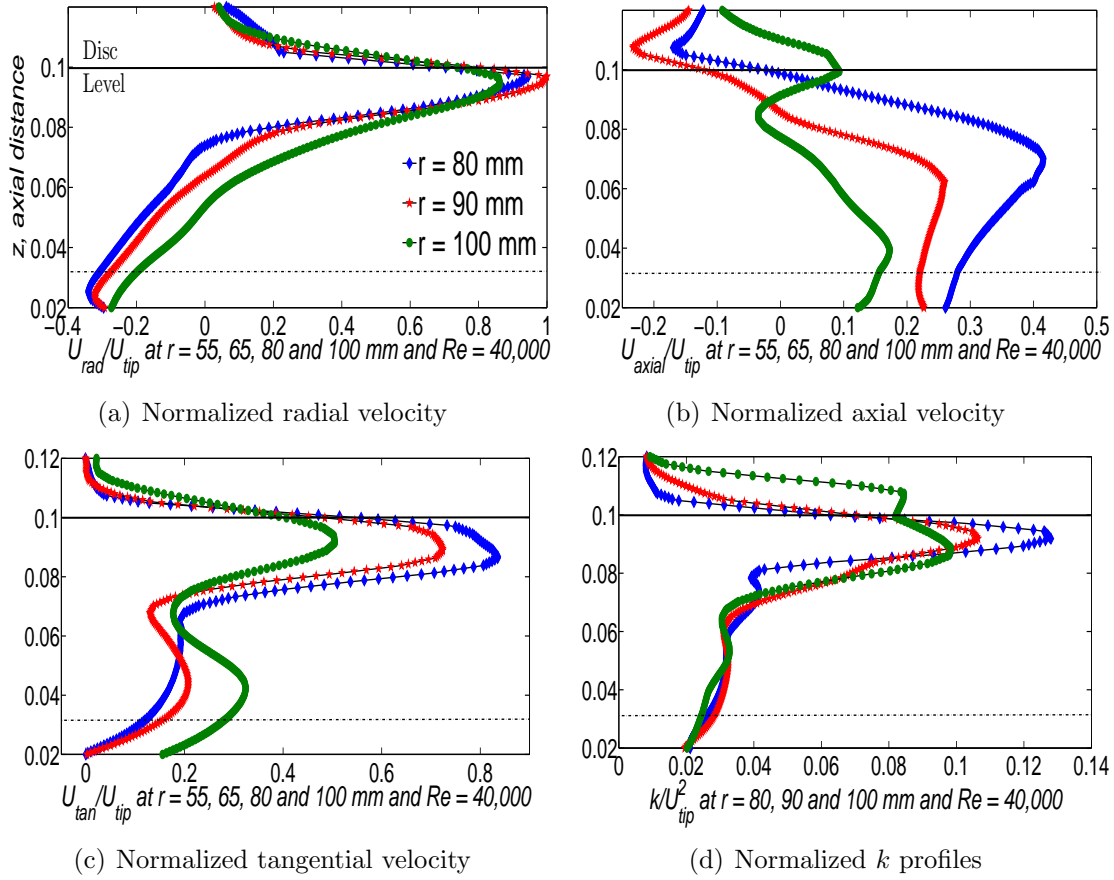 Disc
Level
0.1
0.08
0.06
0.04
0.02
z, axial distance
r = 80 mm
r = 90 mm
r = 100 mm
−0.4 −0.2 0 0.2 0.4 0.6 0.8 1
U_rad/U_tip at r = 55, 65, 80 and 100 mm and Re = 40,000
(a) Normalized radial velocity
0.1
0.08
0.06
0.04
0.02
−0.2 −0.1 0 0.1 0.2 0.3 0.4 0.5
U_axial/U_tip at r = 55, 65, 80 and 100 mm and Re = 40,000
(b) Normalized axial velocity
0.12
0.1
0.08
0.06
0.04
0.02
0 0.2 0.4 0.6 0.8
U_tan/U_tip at r = 55, 65, 80 and 100 mm and Re = 40,000
(c) Normalized tangential velocity
0.12
0.1
0.08
0.06
0.04
0.02
0 0.02 0.04 0.06 0.08 0.1 0.12 0.14
k/U²_tip at r = 80, 90 and 100 mm and Re = 40,000
(d) Normalized k profiles